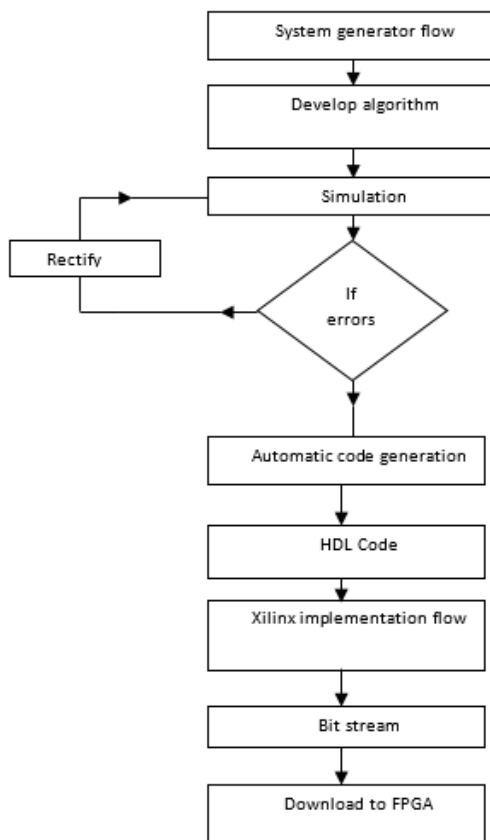 System generator flow
Develop algorithm
Simulation
Rectify
If
errors
Automatic code generation
HDL Code
Xilinx implementation flow
Bit stream
Download to FPGA